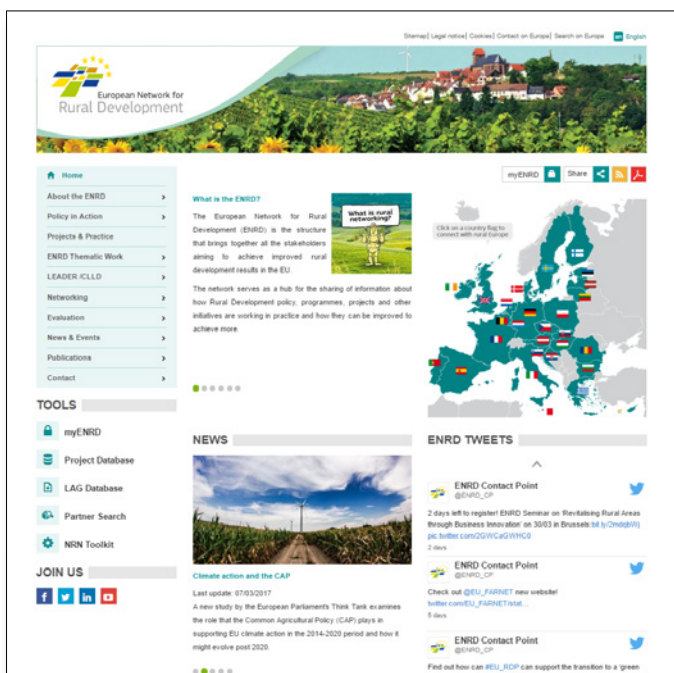 Sitemap| Legal notice| Cookies| Contact on Europe| Search on Europe en English
European Network for
Rural Development
Home
About the ENRD
Policy in Action
Projects & Practice
ENRD Thematic Work
LEADER /CLLD
Networking
Evaluation
News & Events
Publications
Contact
TOOLS
myENRD
Project Database
LAG Database
Partner Search
NRN Toolkit
JOIN US
What is the ENRD?
The European Network for Rural
Development (ENRD) is the structure
that brings together all the stakeholders
aiming to achieve improved rural
development results in the EU.
The network serves as a hub for the sharing of information about
how Rural Development policy, programmes, projects and other
initiatives are working in practice and how they can be improved to
achieve more.
What is rural
networking?
myENRD
Share
Click on a country flag to
connect with rural Europe
NEWS
Climate action and the CAP
Last update: 07/03/2017
A new study by the European Parliament's Think Tank examines
the role that the Common Agricultural Policy (CAP) plays in
supporting EU climate action in the 2014-2020 period and how it
might evolve post 2020.
ENRD TWEETS
ENRD Contact Point
@ENRD_CP
2 days left to register! ENRD Seminar on 'Revitalising Rural Areas
through Business Innovation' on 30/03 in Brussels
pic.twitter.com/2GWCaGWHC0
2 days
ENRD Contact Point
@ENRD_CP
Check out @EU_FARNET new website!
twitter.com/EU_FARNET/stat…
5 days
ENRD Contact Point
@ENRD_CP
Find out how can #EU_RDP can support the transition to a 'green